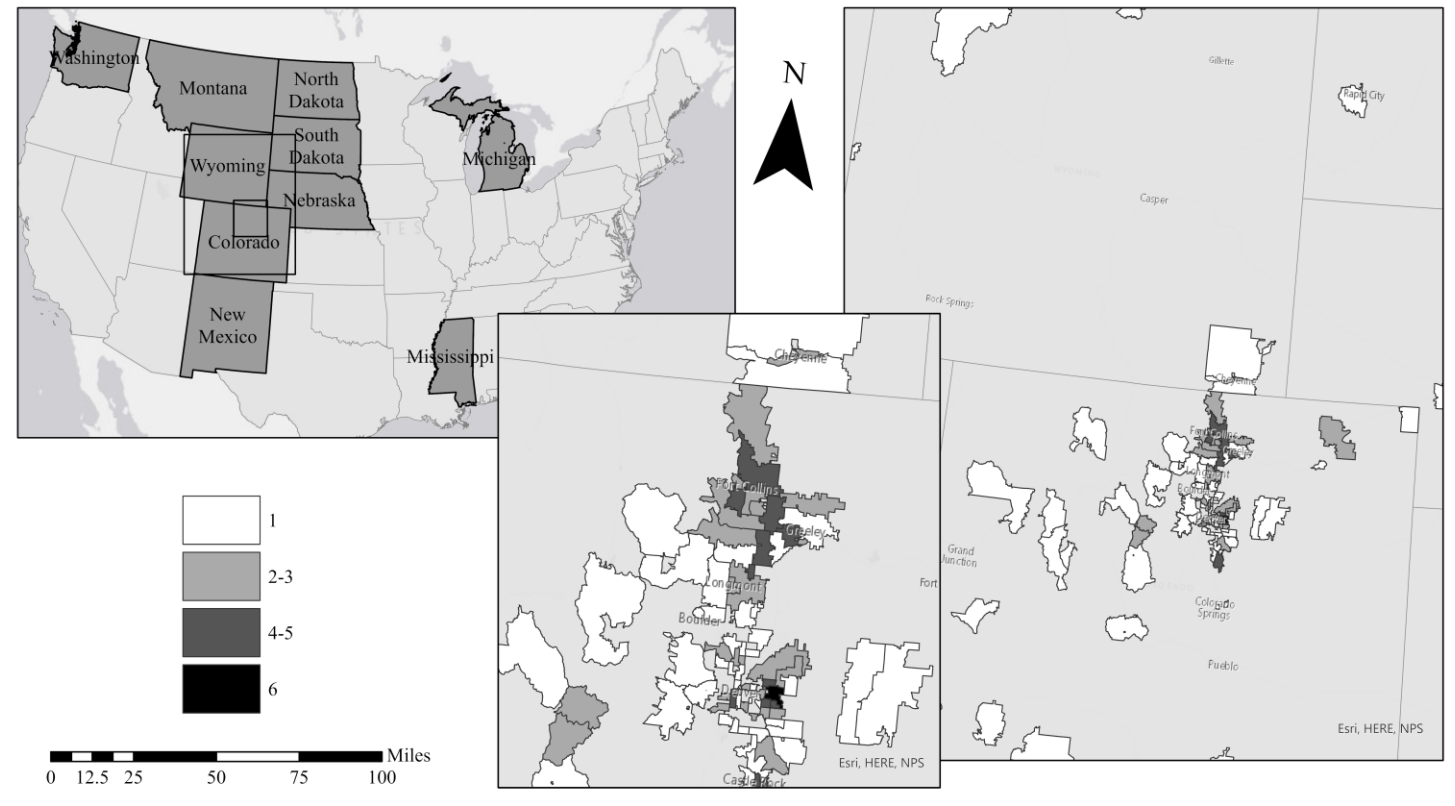 Washington
Montana
North
Dakota
South
Dakota
Wyoming
Nebraska
Colorado
New
Mexico
Michigan
Mississippi
N
Gillette
Rapid City
Casper
Rock Springs
Cheyenne
Fort Collins
Greeley
Longmont
Boulder
Grand
Junction
Colorado
Springs
Pueblo
Esri, HERE, NPS
Cheyenne
Fort Collins
Greeley
Longmont
Fort
Boulder
Denver
Castle Rock
Esri, HERE, NPS
1
2-3
4-5
6
Miles
0 12.5 25 50 75 100